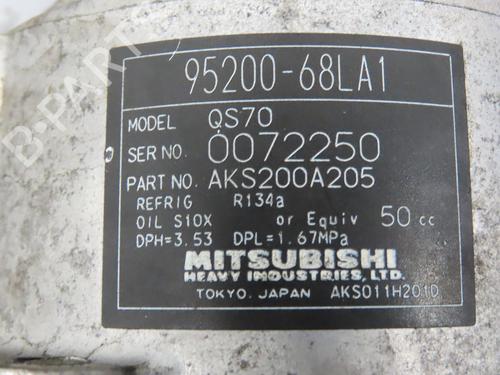 95200-68LA1
MODEL QS70
SER NO. 0072250
PART NO. AKS200A205
REFRIG R134a
OIL S10X or Equiv 50 cc
DPH=3.53 DPL=1.67MPa
MITSUBISHI
HEAVY INDUSTRIES, LTD.
TOKYO. JAPAN AKS011H201D
B-PARTS